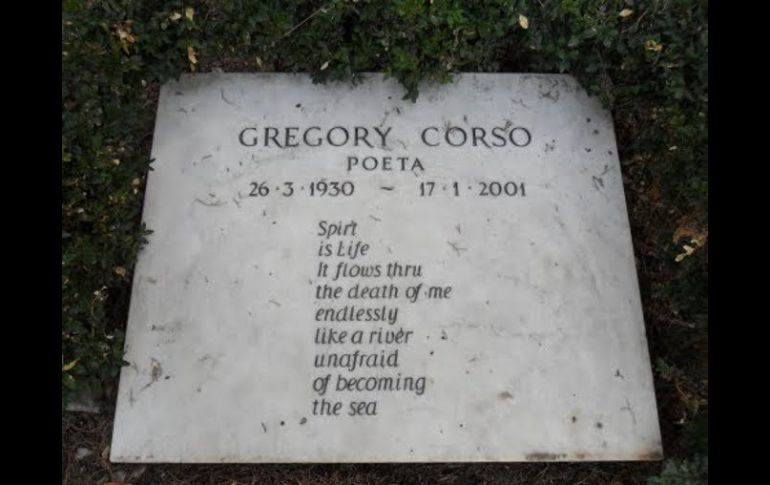 GREGORY CORSO
POETA
26·3·1930 ~ 17·1·2001
Spirt
is Life
It flows thru
the death of me
endlessly
like a river
unafraid
of becoming
the sea